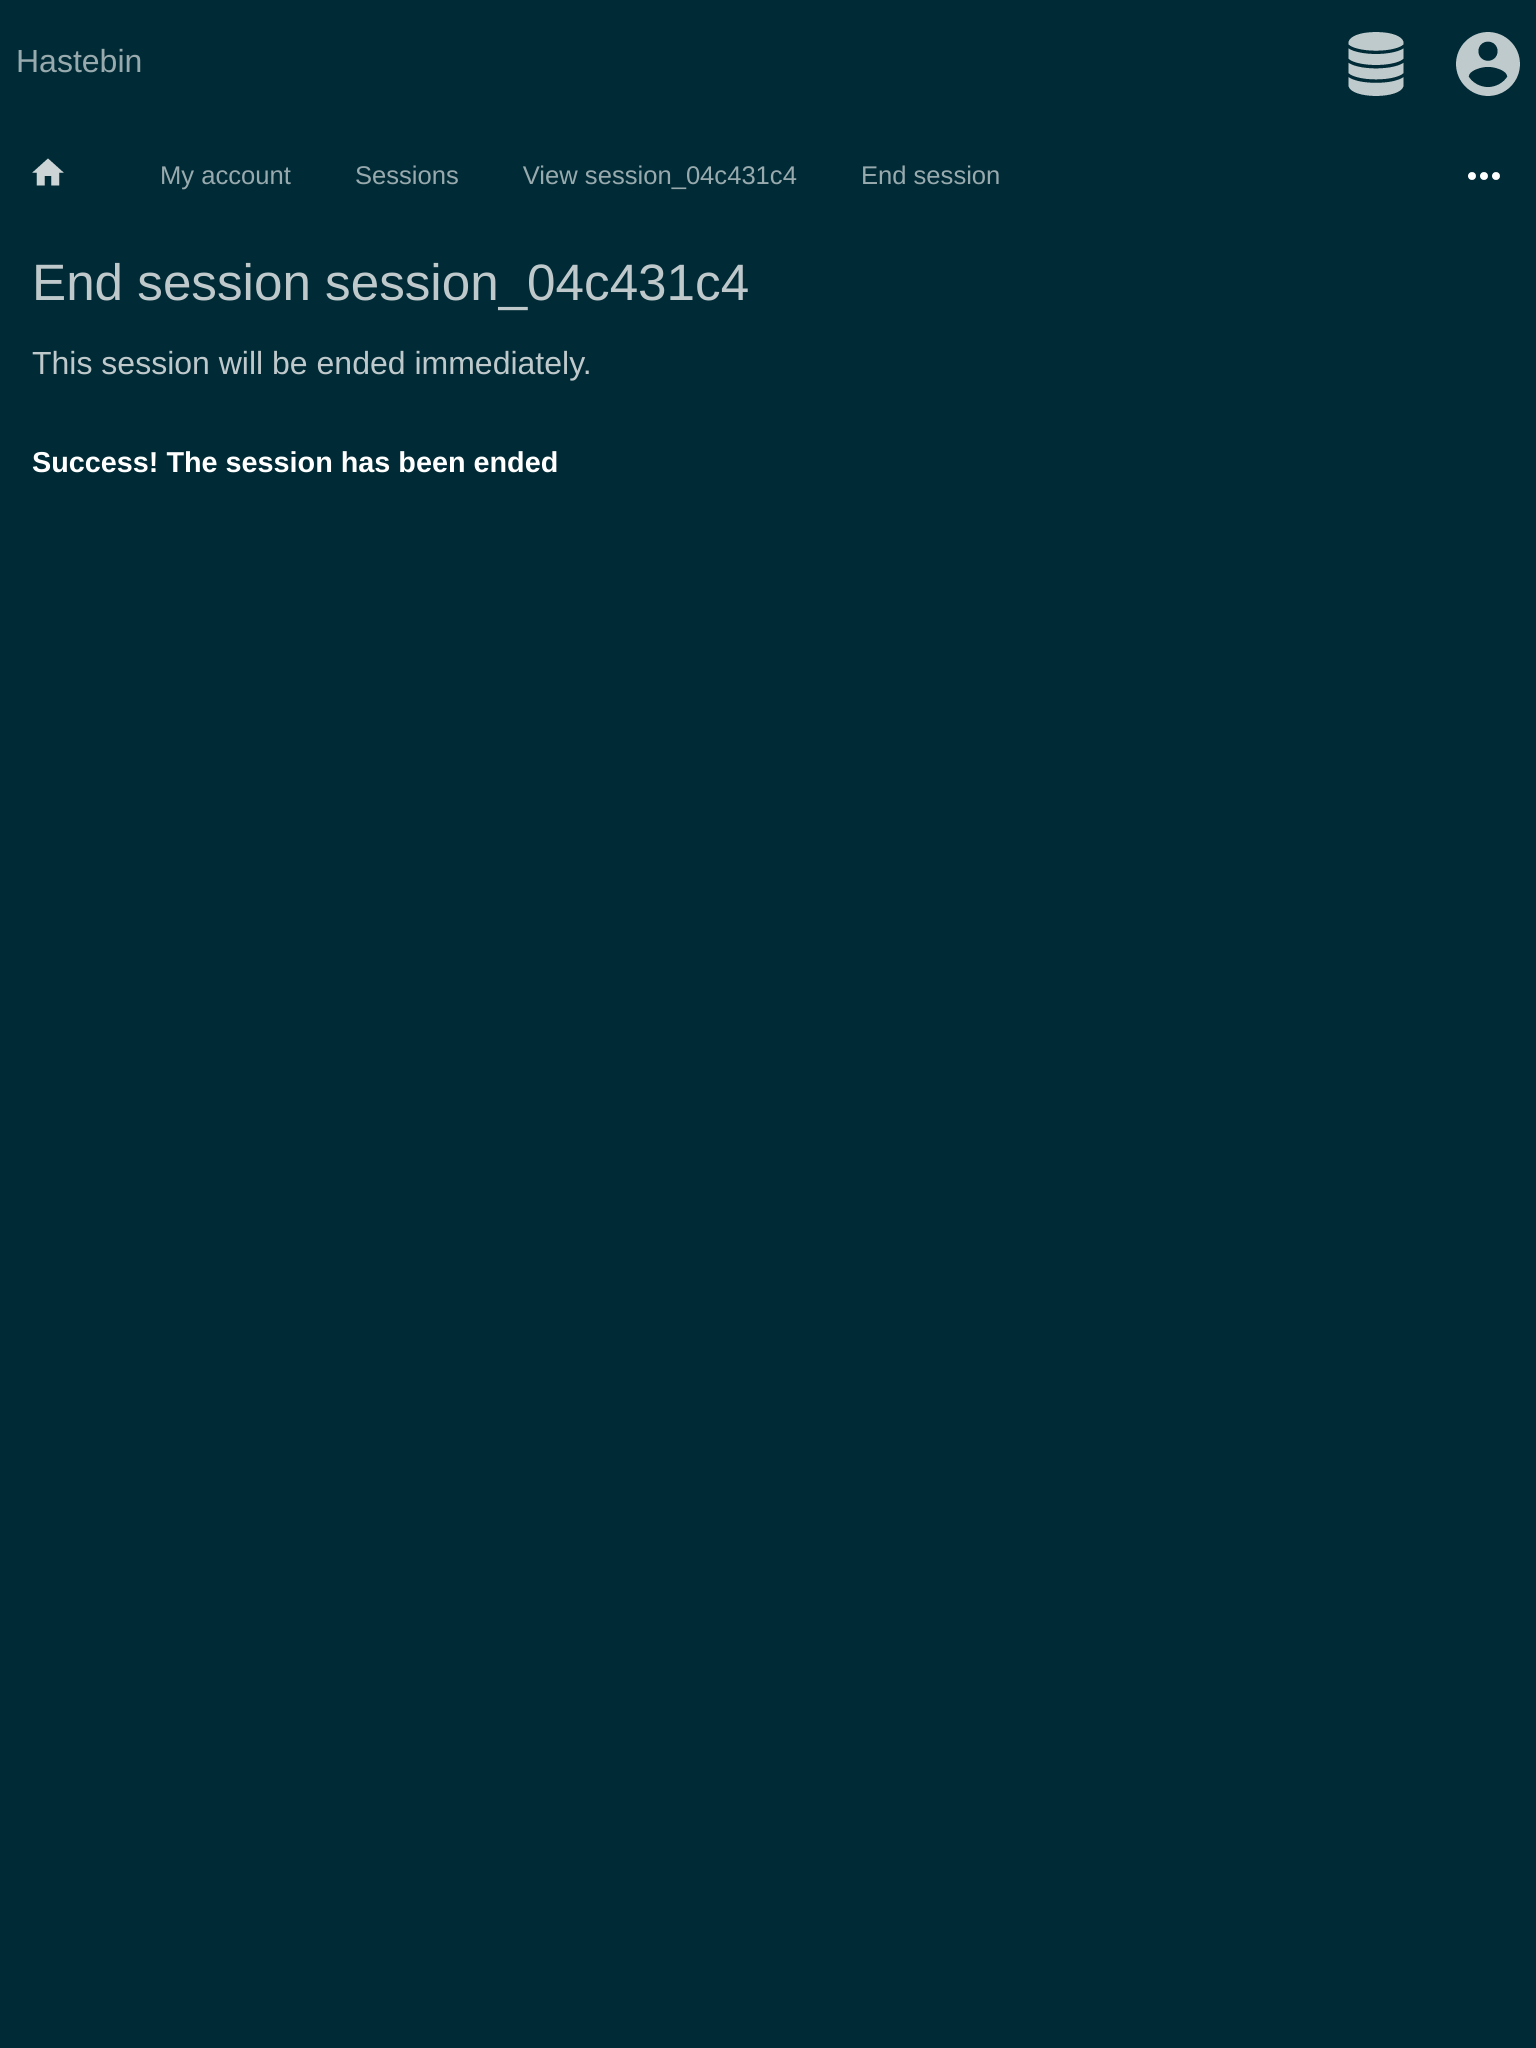 Hastebin
My account Sessions View session_04c431c4 End session
End session session_04c431c4
This session will be ended immediately.
Success! The session has been ended